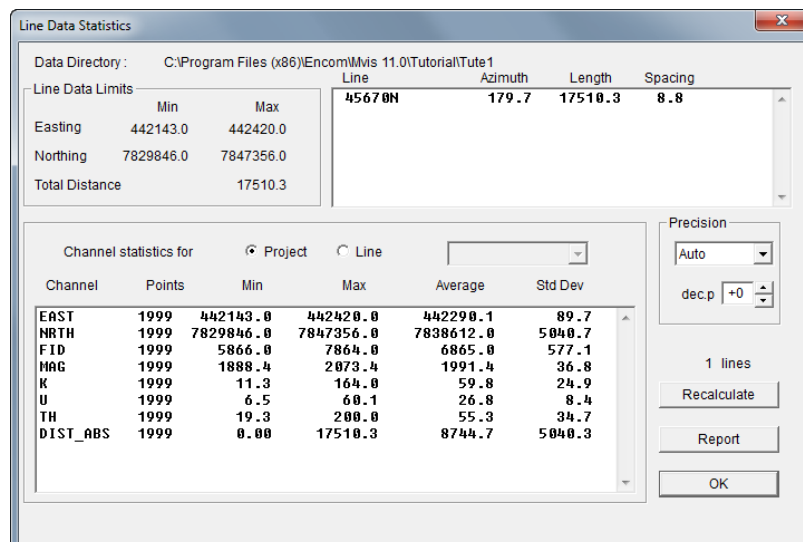 Line Data Statistics
Data Directory : C:\Program Files (x86)\Encom\Mvis 11.0\Tutorial\Tute1
Line Data Limits
Min Max
Easting 442143.0 442420.0
Northing 7829846.0 7847356.0
Total Distance 17510.3
Line Azimuth Length Spacing
45670N 179.7 17510.3 8.8
Channel statistics for Project Line
Channel Points Min Max Average Std Dev
EAST 1999 442143.0 442420.0 442290.1 89.7
NRTH 1999 7829846.0 7847356.0 7838612.0 5040.7
FID 1999 5866.0 7864.0 6865.0 577.1
MAG 1999 1888.4 2073.4 1991.4 36.8
K 1999 11.3 164.0 59.8 24.9
U 1999 6.5 60.1 26.8 8.4
TH 1999 19.3 200.0 55.3 34.7
DIST_ABS 1999 0.00 17510.3 8744.7 5040.3
Precision
Auto
dec.p +0
1 lines
Recalculate
Report
OK